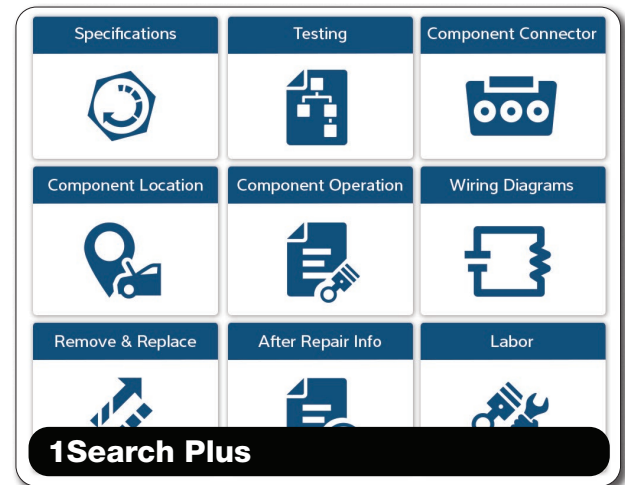 Specifications
Testing
Component Connector
Component Location
Component Operation
Wiring Diagrams
Remove & Replace
After Repair Info
Labor
1Search Plus